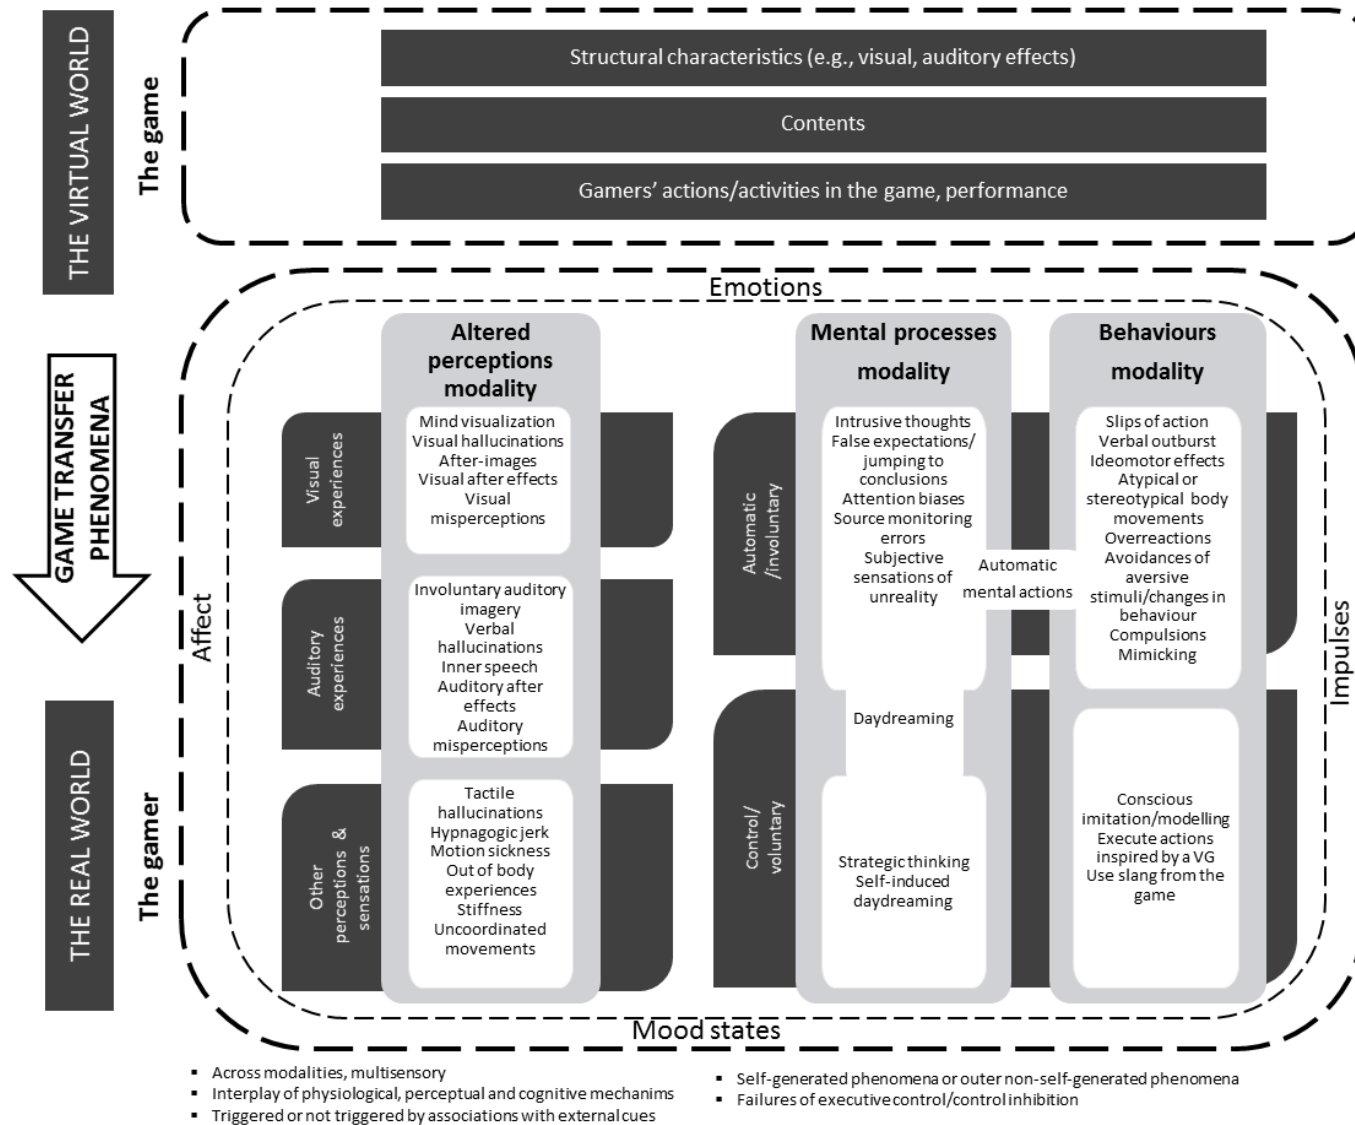 THE VIRTUAL WORLD
The game
Structural characteristics (e.g., visual, auditory effects)
Contents
Gamers' actions/activities in the game, performance
GAME TRANSFER
PHENOMENA
THE REAL WORLD
The gamer
Emotions
Affect
Impulses
Mood states
Altered
perceptions
modality
Visual
experiences
Mind visualization
Visual hallucinations
After-images
Visual after effects
Visual
misperceptions
Auditory
experiences
Involuntary auditory
imagery
Verbal
hallucinations
Inner speech
Auditory after
effects
Auditory
misperceptions
Other
perceptions &
sensations
Tactile
hallucinations
Hypnagogic jerk
Motion sickness
Out of body
experiences
Stiffness
Uncoordinated
movements
Mental processes
modality
Automatic
/involuntary
Intrusive thoughts
False expectations/
jumping to
conclusions
Attention biases
Source monitoring
errors
Subjective
sensations of
unreality
Automatic
mental actions
Daydreaming
Control/
voluntary
Strategic thinking
Self-induced
daydreaming
Behaviours
modality
Slips of action
Verbal outburst
Ideomotor effects
Atypical or
stereotypical body
movements
Overreactions
Avoidances of
aversive
stimuli/changes in
behaviour
Compulsions
Mimicking
Conscious
imitation/modelling
Execute actions
inspired by a VG
Use slang from the
game
▪ Across modalities, multisensory
▪ Interplay of physiological, perceptual and cognitive mechanims
▪ Triggered or not triggered by associations with external cues
▪ Self-generated phenomena or outer non-self-generated phenomena
▪ Failures of executive control/control inhibition